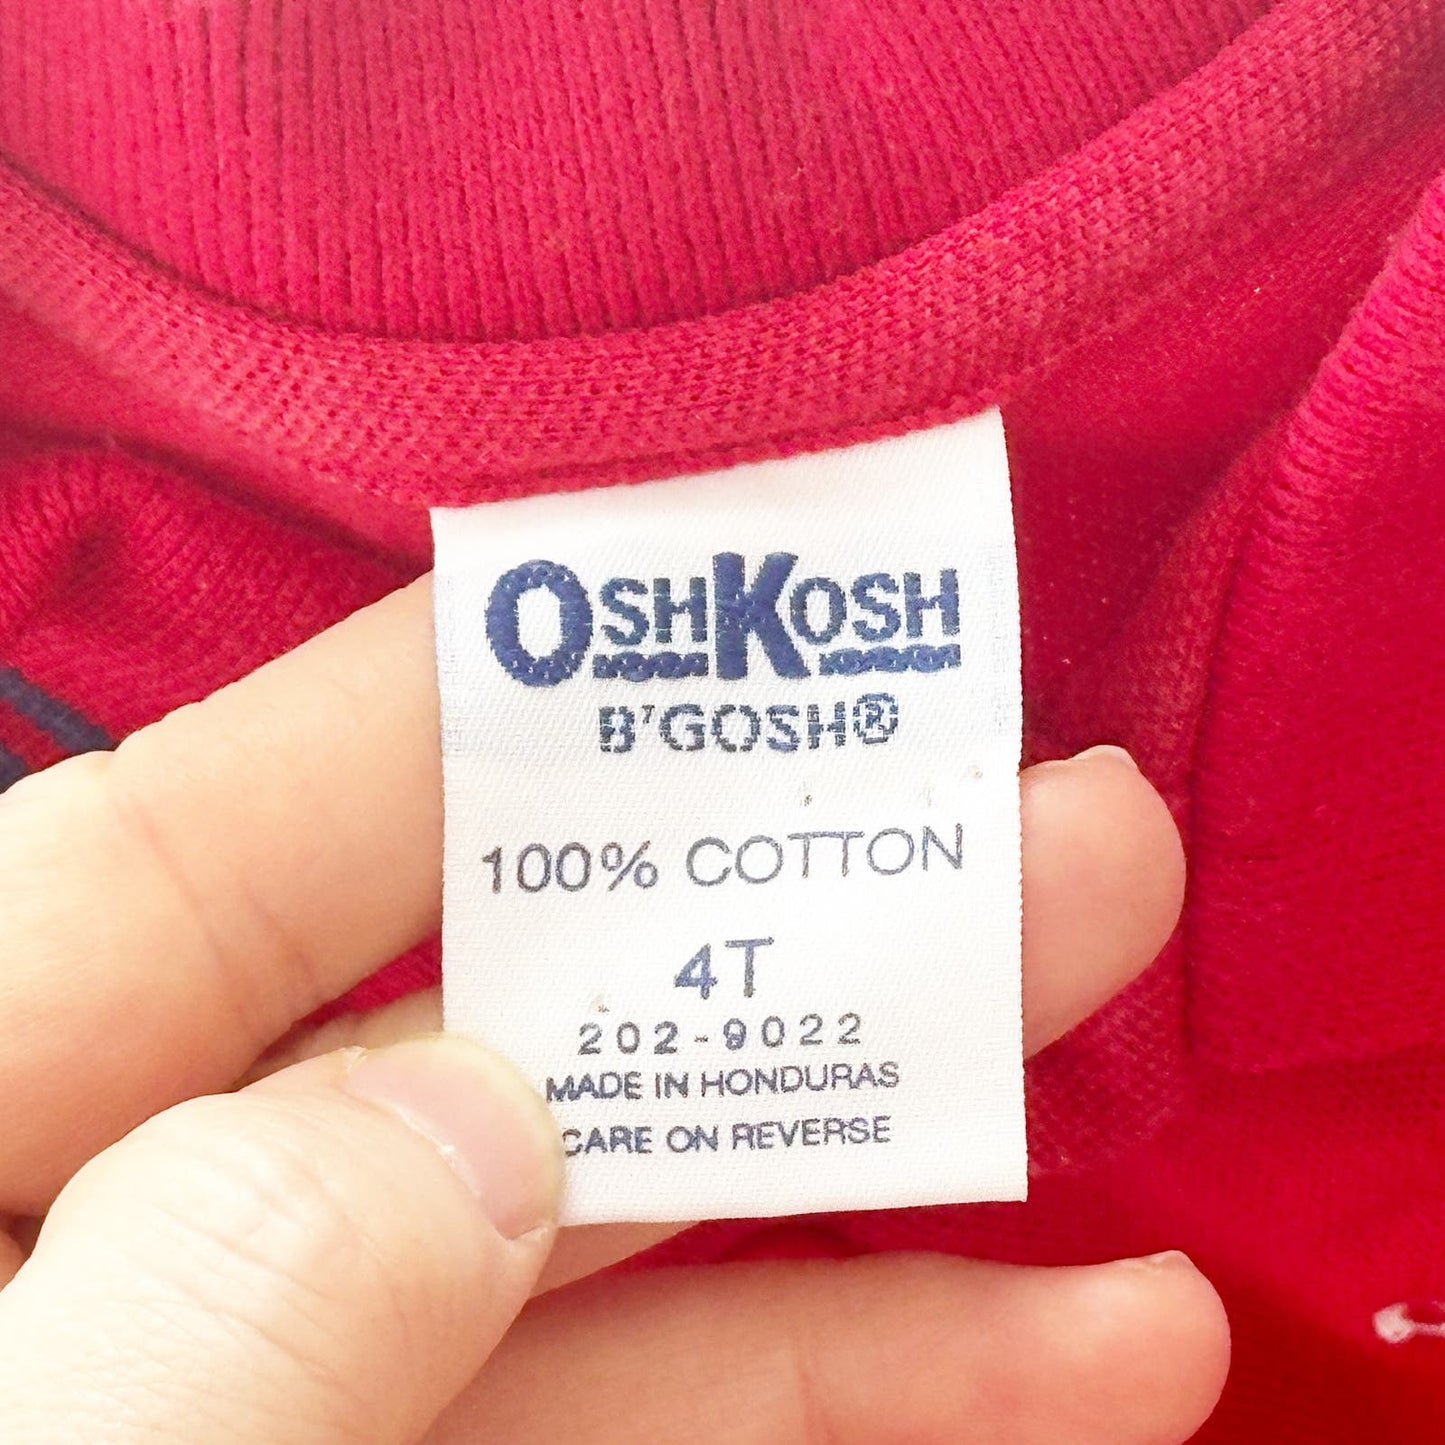 OSHKOSH
B'GOSH®
100% COTTON
4T
202-9022
MADE IN HONDURAS
CARE ON REVERSE